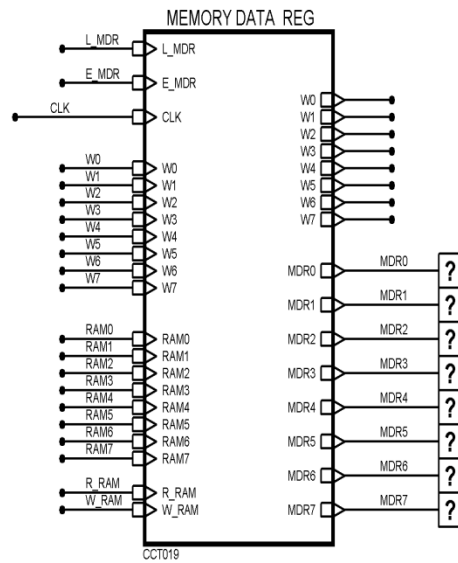 MEMORY DATA REG
L_MDR
L_MDR
E_MDR
E_MDR
CLK
CLK
W0
W0
W1
W1
W2
W2
W3
W3
W4
W4
W5
W5
W6
W6
W7
W7
RAM0
RAM0
RAM1
RAM1
RAM2
RAM2
RAM3
RAM3
RAM4
RAM4
RAM5
RAM5
RAM6
RAM6
RAM7
RAM7
R_RAM
R_RAM
W_RAM
W_RAM
W0
W1
W2
W3
W4
W5
W6
W7
MDR0 MDR0 ?
MDR1 MDR1 ?
MDR2 MDR2 ?
MDR3 MDR3 ?
MDR4 MDR4 ?
MDR5 MDR5 ?
MDR6 MDR6 ?
MDR7 MDR7 ?
CCT019